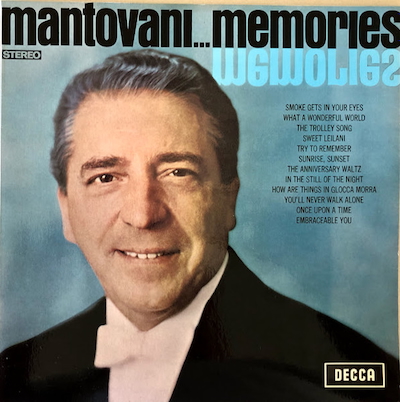 mantovani...memories
memories
STEREO
SMOKE GETS IN YOUR EYES
WHAT A WONDERFUL WORLD
THE TROLLEY SONG
SWEET LEILANI
TRY TO REMEMBER
SUNRISE, SUNSET
THE ANNIVERSARY WALTZ
IN THE STILL OF THE NIGHT
HOW ARE THINGS IN GLOCCA MORRA
YOU'LL NEVER WALK ALONE
ONCE UPON A TIME
EMBRACEABLE YOU
DECCA